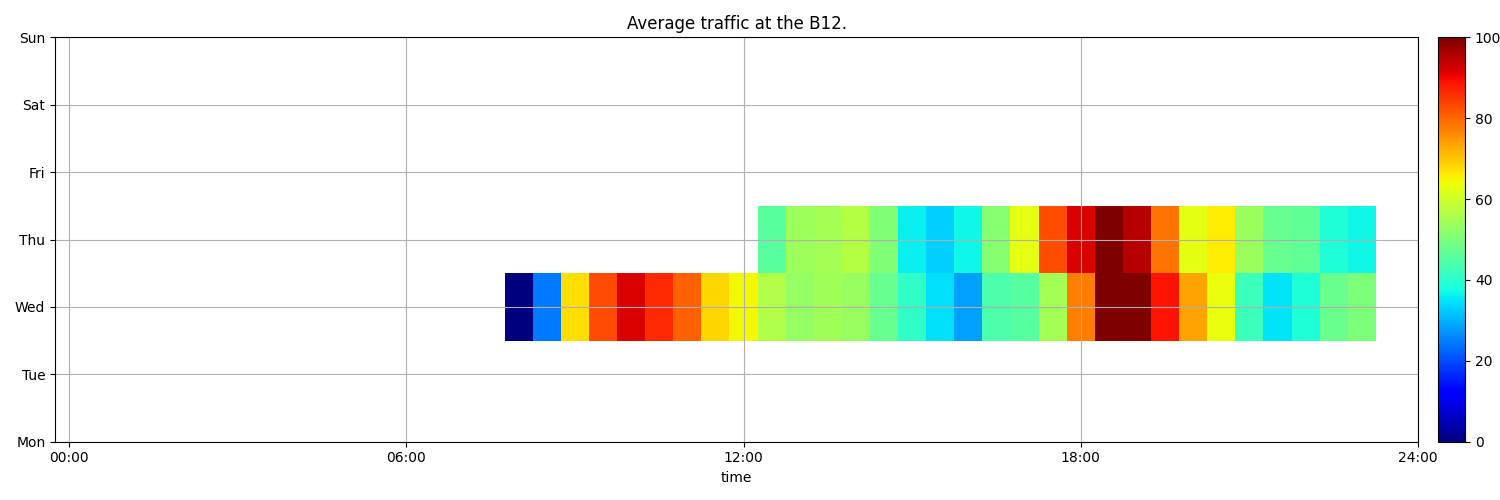 Average traffic at the B12.
Sun
Sat
Fri
Thu
Wed
Tue
Mon
00:00 06:00 12:00 18:00 24:00
time
100
80
60
40
20
0